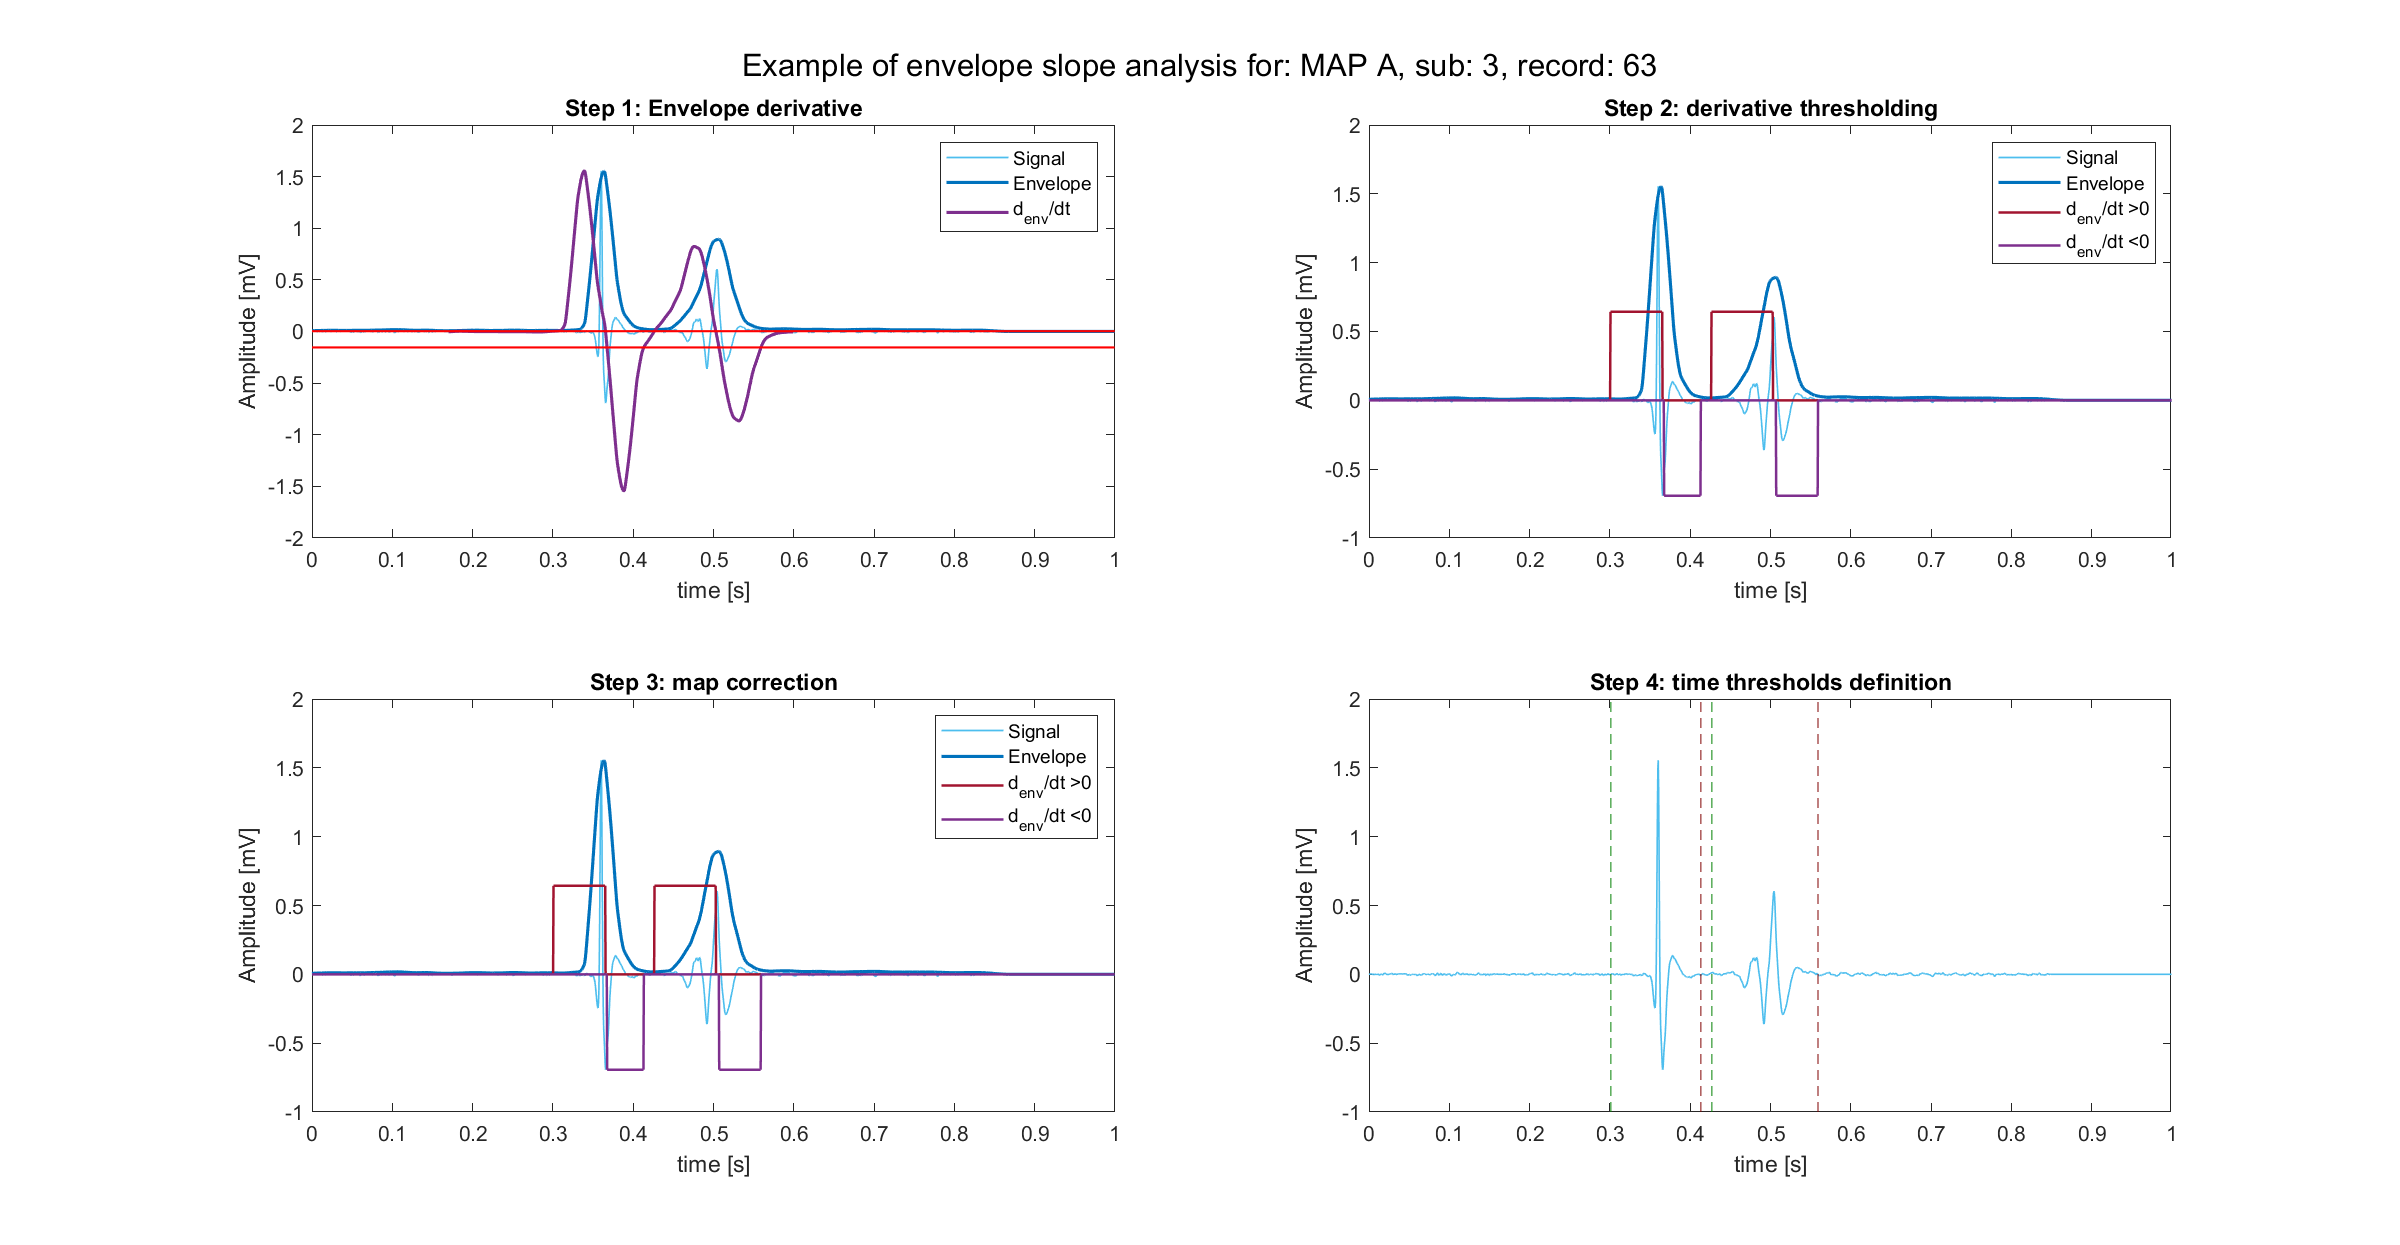 Example of envelope slope analysis for: MAP A, sub: 3, record: 63
Step 1: Envelope derivative
2
1.5
1
0.5
0
-0.5
-1
-1.5
-2
Amplitude [mV]
0 0.1 0.2 0.3 0.4 0.5 0.6 0.7 0.8 0.9 1
time [s]
Signal
Envelope
d_env/dt
Step 2: derivative thresholding
2
1.5
1
0.5
0
-0.5
-1
Amplitude [mV]
0 0.1 0.2 0.3 0.4 0.5 0.6 0.7 0.8 0.9 1
time [s]
Signal
Envelope
d_env/dt >0
d_env/dt <0
Step 3: map correction
2
1.5
1
0.5
0
-0.5
-1
Amplitude [mV]
0 0.1 0.2 0.3 0.4 0.5 0.6 0.7 0.8 0.9 1
time [s]
Signal
Envelope
d_env/dt >0
d_env/dt <0
Step 4: time thresholds definition
2
1.5
1
0.5
0
-0.5
-1
Amplitude [mV]
0 0.1 0.2 0.3 0.4 0.5 0.6 0.7 0.8 0.9 1
time [s]